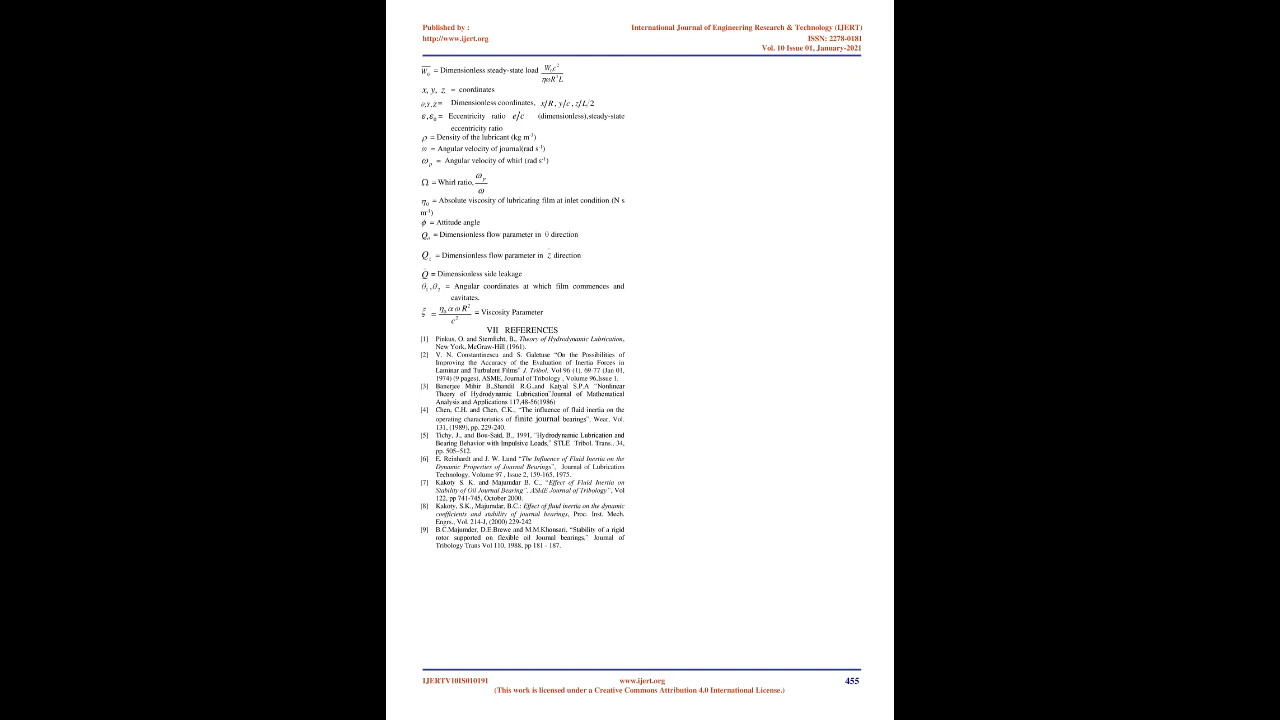 Published by :
International Journal of Engineering Research & Technology (IJERT)
http://www.ijert.org
ISSN: 2278-0181
Vol. 10 Issue 01, January-2021
W̅₀ = Dimensionless steady-state load W₀c²/ηωR³L
x, y, z = coordinates
θ,Y,Z = Dimensionless coordinates, x/R , y/c , z/L/2
ε,ε₀ = Eccentricity ratio e/c (dimensionless),steady-state
eccentricity ratio
ρ = Density of the lubricant (kg m⁻³)
ω = Angular velocity of journal(rad s⁻¹)
ωₚ = Angular velocity of whirl (rad s⁻¹)
Ω = Whirl ratio, ωₚ/ω
η₀ = Absolute viscosity of lubricating film at inlet condition (N s
m⁻²)
ϕ = Attitude angle
Qθ = Dimensionless flow parameter in θ direction
Q_z = Dimensionless flow parameter in z direction
Q = Dimensionless side leakage
θ₁,θ₂ = Angular coordinates at which film commences and
cavitates.
ξ = η₀αωR²/c² = Viscosity Parameter
VII REFERENCES
[1] Pinkus, O. and Sternlicht, B., Theory of Hydrodynamic Lubrication,
New York, McGraw-Hill (1961).
[2] V. N. Constantinescu and S. Galetuse "On the Possibilities of
Improving the Accuracy of the Evaluation of Inertia Forces in
Laminar and Turbulent Films" J. Tribol. Vol 96 (1), 69-77 (Jan 01,
1974) (9 pages), ASME, Journal of Tribology , Volume 96,Issue 1.
[3] Banerjee Mihir B.,Shandil R.G.,and Katyal S.P.A "Nonlinear
Theory of Hydrodynamic Lubrication"Journal of Mathematical
Analysis and Applications 117,48-56(1986)
[4] Chen, C.H. and Chen, C.K., "The influence of fluid inertia on the
operating characteristics of finite journal bearings", Wear, Vol.
131, (1989), pp. 229-240.
[5] Tichy, J., and Bou-Said, B., 1991, "Hydrodynamic Lubrication and
Bearing Behavior with Impulsive Loads," STLE Tribol. Trans., 34,
pp. 505–512.
[6] E. Reinhardt and J. W. Lund "The Influence of Fluid Inertia on the
Dynamic Properties of Journal Bearings", Journal of Lubrication
Technology, Volume 97 , Issue 2, 159-165, 1975.
[7] Kakoty S. K. and Majumdar B. C., "Effect of Fluid Inertia on
Stability of Oil Journal Bearing". ASME Journal of Tribology", Vol
122, pp 741-745, October 2000.
[8] Kakoty, S.K., Majumdar, B.C.: Effect of fluid inertia on the dynamic
coefficients and stability of journal bearings, Proc. Inst. Mech.
Engrs., Vol. 214-J, (2000) 229-242
[9] B.C.Majumder, D.E.Brewe and M.M.Khonsari, "Stability of a rigid
rotor supported on flexible oil Journal bearings," Journal of
Tribology Trans Vol 110, 1988, pp 181 - 187.
IJERTV10IS010191
www.ijert.org
455
(This work is licensed under a Creative Commons Attribution 4.0 International License.)